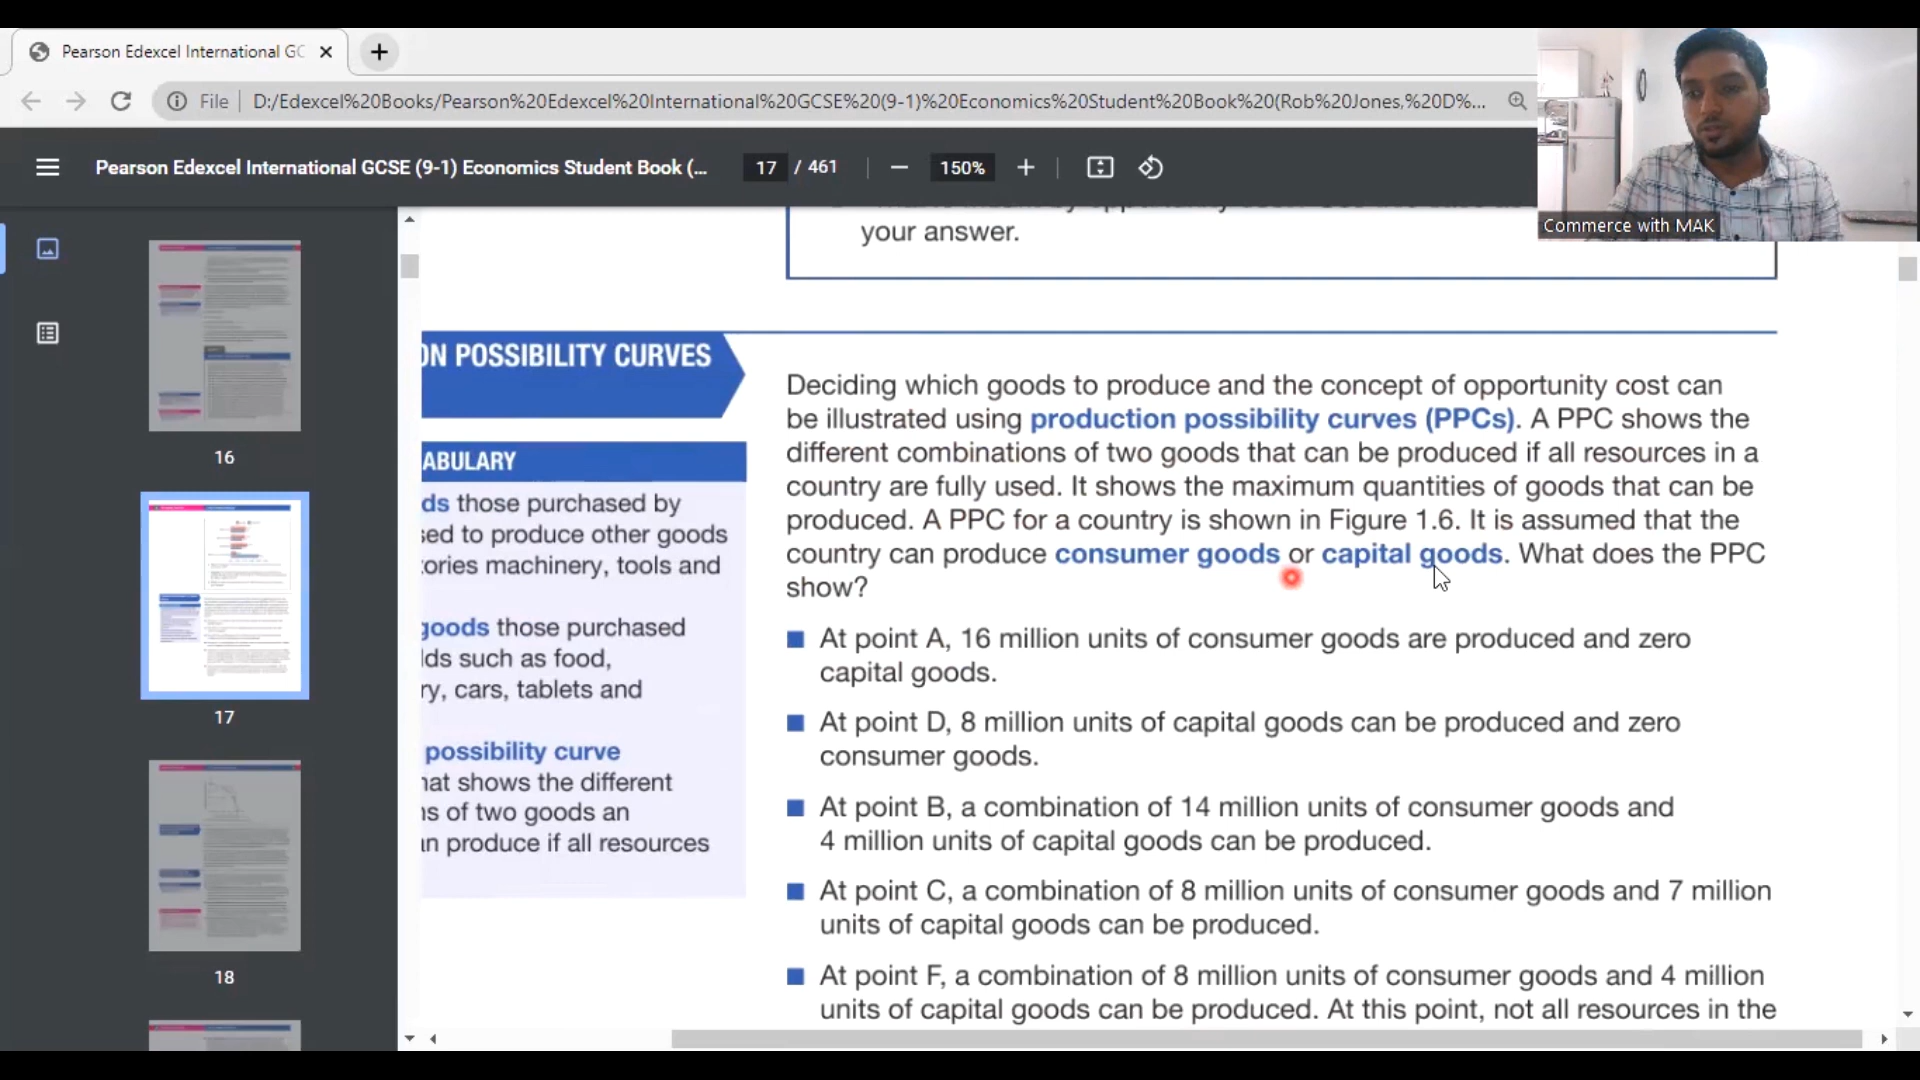 Pearson Edexcel International GC
File
D:/Edexcel%20Books/Pearson%20Edexcel%20International%20GCSE%20(9-1)%20Economics%20Student%20Book%20(Rob%20Jones,%20D%...
Commerce with MAK
Pearson Edexcel International GCSE (9-1) Economics Student Book (...
17 / 461
150%
16
17
18
your answer.
ON POSSIBILITY CURVES
ABULARY
ds those purchased by
sed to produce other goods
tories machinery, tools and
goods those purchased
lds such as food,
ry, cars, tablets and
possibility curve
hat shows the different
ns of two goods an
an produce if all resources
Deciding which goods to produce and the concept of opportunity cost can
be illustrated using production possibility curves (PPCs). A PPC shows the
different combinations of two goods that can be produced if all resources in a
country are fully used. It shows the maximum quantities of goods that can be
produced. A PPC for a country is shown in Figure 1.6. It is assumed that the
country can produce consumer goods or capital goods. What does the PPC
show?
At point A, 16 million units of consumer goods are produced and zero
capital goods.
At point D, 8 million units of capital goods can be produced and zero
consumer goods.
At point B, a combination of 14 million units of consumer goods and
4 million units of capital goods can be produced.
At point C, a combination of 8 million units of consumer goods and 7 million
units of capital goods can be produced.
At point F, a combination of 8 million units of consumer goods and 4 million
units of capital goods can be produced. At this point, not all resources in the